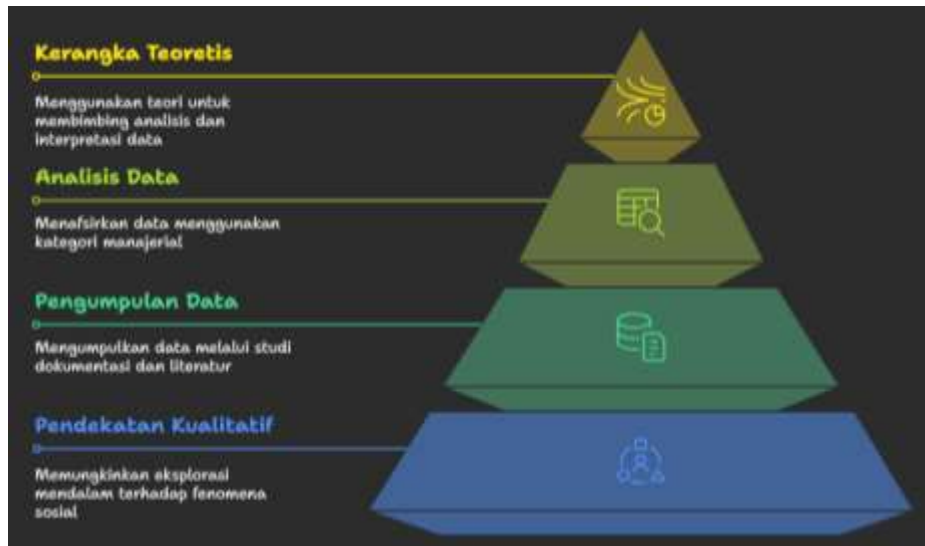 Kerangka Teoretis
Menggunakan teori untuk
membimbing analisis dan
interpretasi data
Analisis Data
Menafsirkan data menggunakan
kategori manajerial
Pengumpulan Data
Mengumpulkan data melalui studi
dokumentasi dan literatur
Pendekatan Kualitatif
Memungkinkan eksplorasi
mendalam terhadap fenomena
sosial